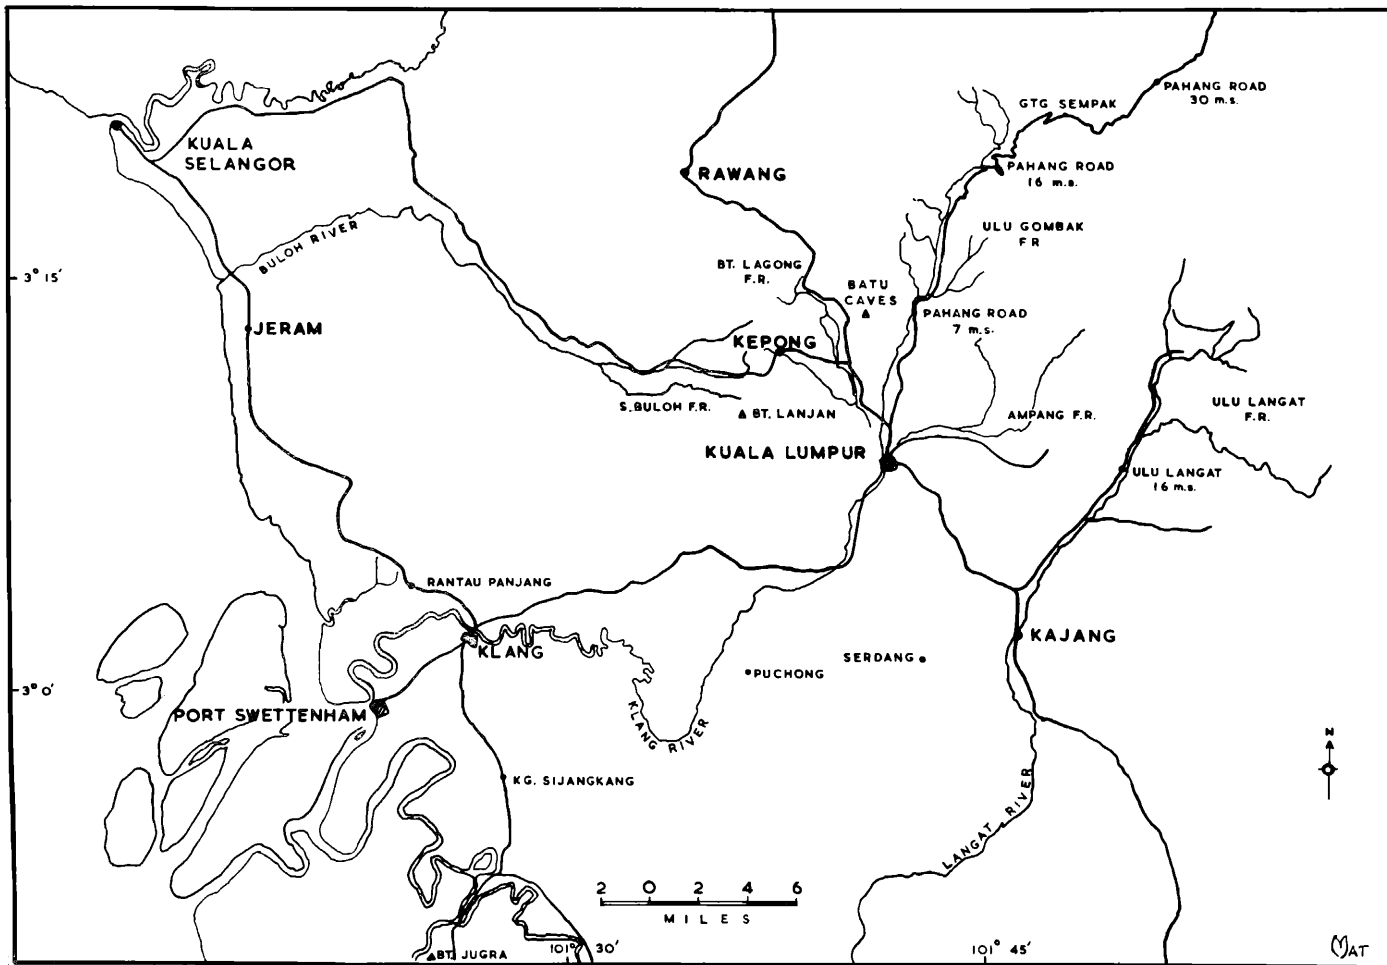 PAHANG ROAD
30 m.s.
GTG SEMPAK
KUALA
SELANGOR
RAWANG
PAHANG ROAD
16 m.s.
ULU GOMBAK
F R
BULOH RIVER
BT. LAGONG
F.R.
BATU
CAVES
3° 15'
JERAM
PAHANG ROAD
7 m.s.
KEPONG
S.BULOH F.R.
BT. LANJAN
AMPANG F.R.
ULU LANGAT
F.R.
KUALA LUMPUR
ULU LANGAT
16 m.s.
RANTAU PANJANG
KLANG
KAJANG
SERDANG
PUCHONG
3° 0'
PORT SWETTENHAM
KLANG RIVER
N
KG. SIJANGKANG
LANGAT RIVER
2 0 2 4 6
MILES
BT. JUGRA
101° 30'
101° 45'
MAT